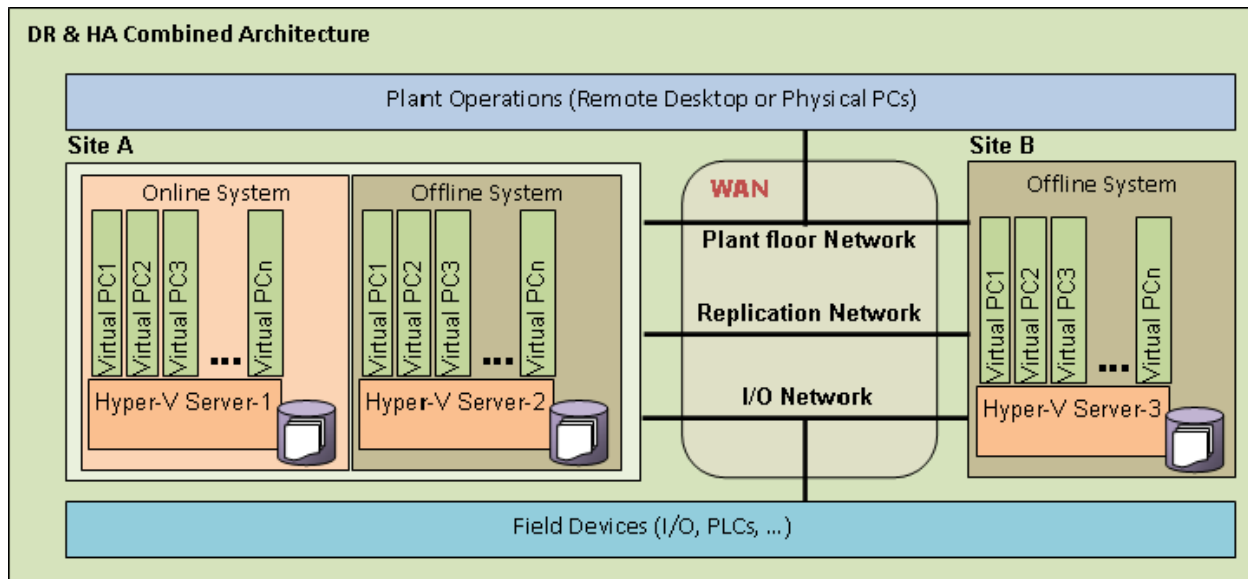 DR & HA Combined Architecture
Plant Operations (Remote Desktop or Physical PCs)
Site A
Online System
Virtual PC1
Virtual PC2
Virtual PC3
...
Virtual PCn
Hyper-V Server-1
Offline System
Virtual PC1
Virtual PC2
Virtual PC3
...
Virtual PCn
Hyper-V Server-2
WAN
Plant floor Network
Replication Network
I/O Network
Site B
Offline System
Virtual PC1
Virtual PC2
Virtual PC3
...
Virtual PCn
Hyper-V Server-3
Field Devices (I/O, PLCs, ...)